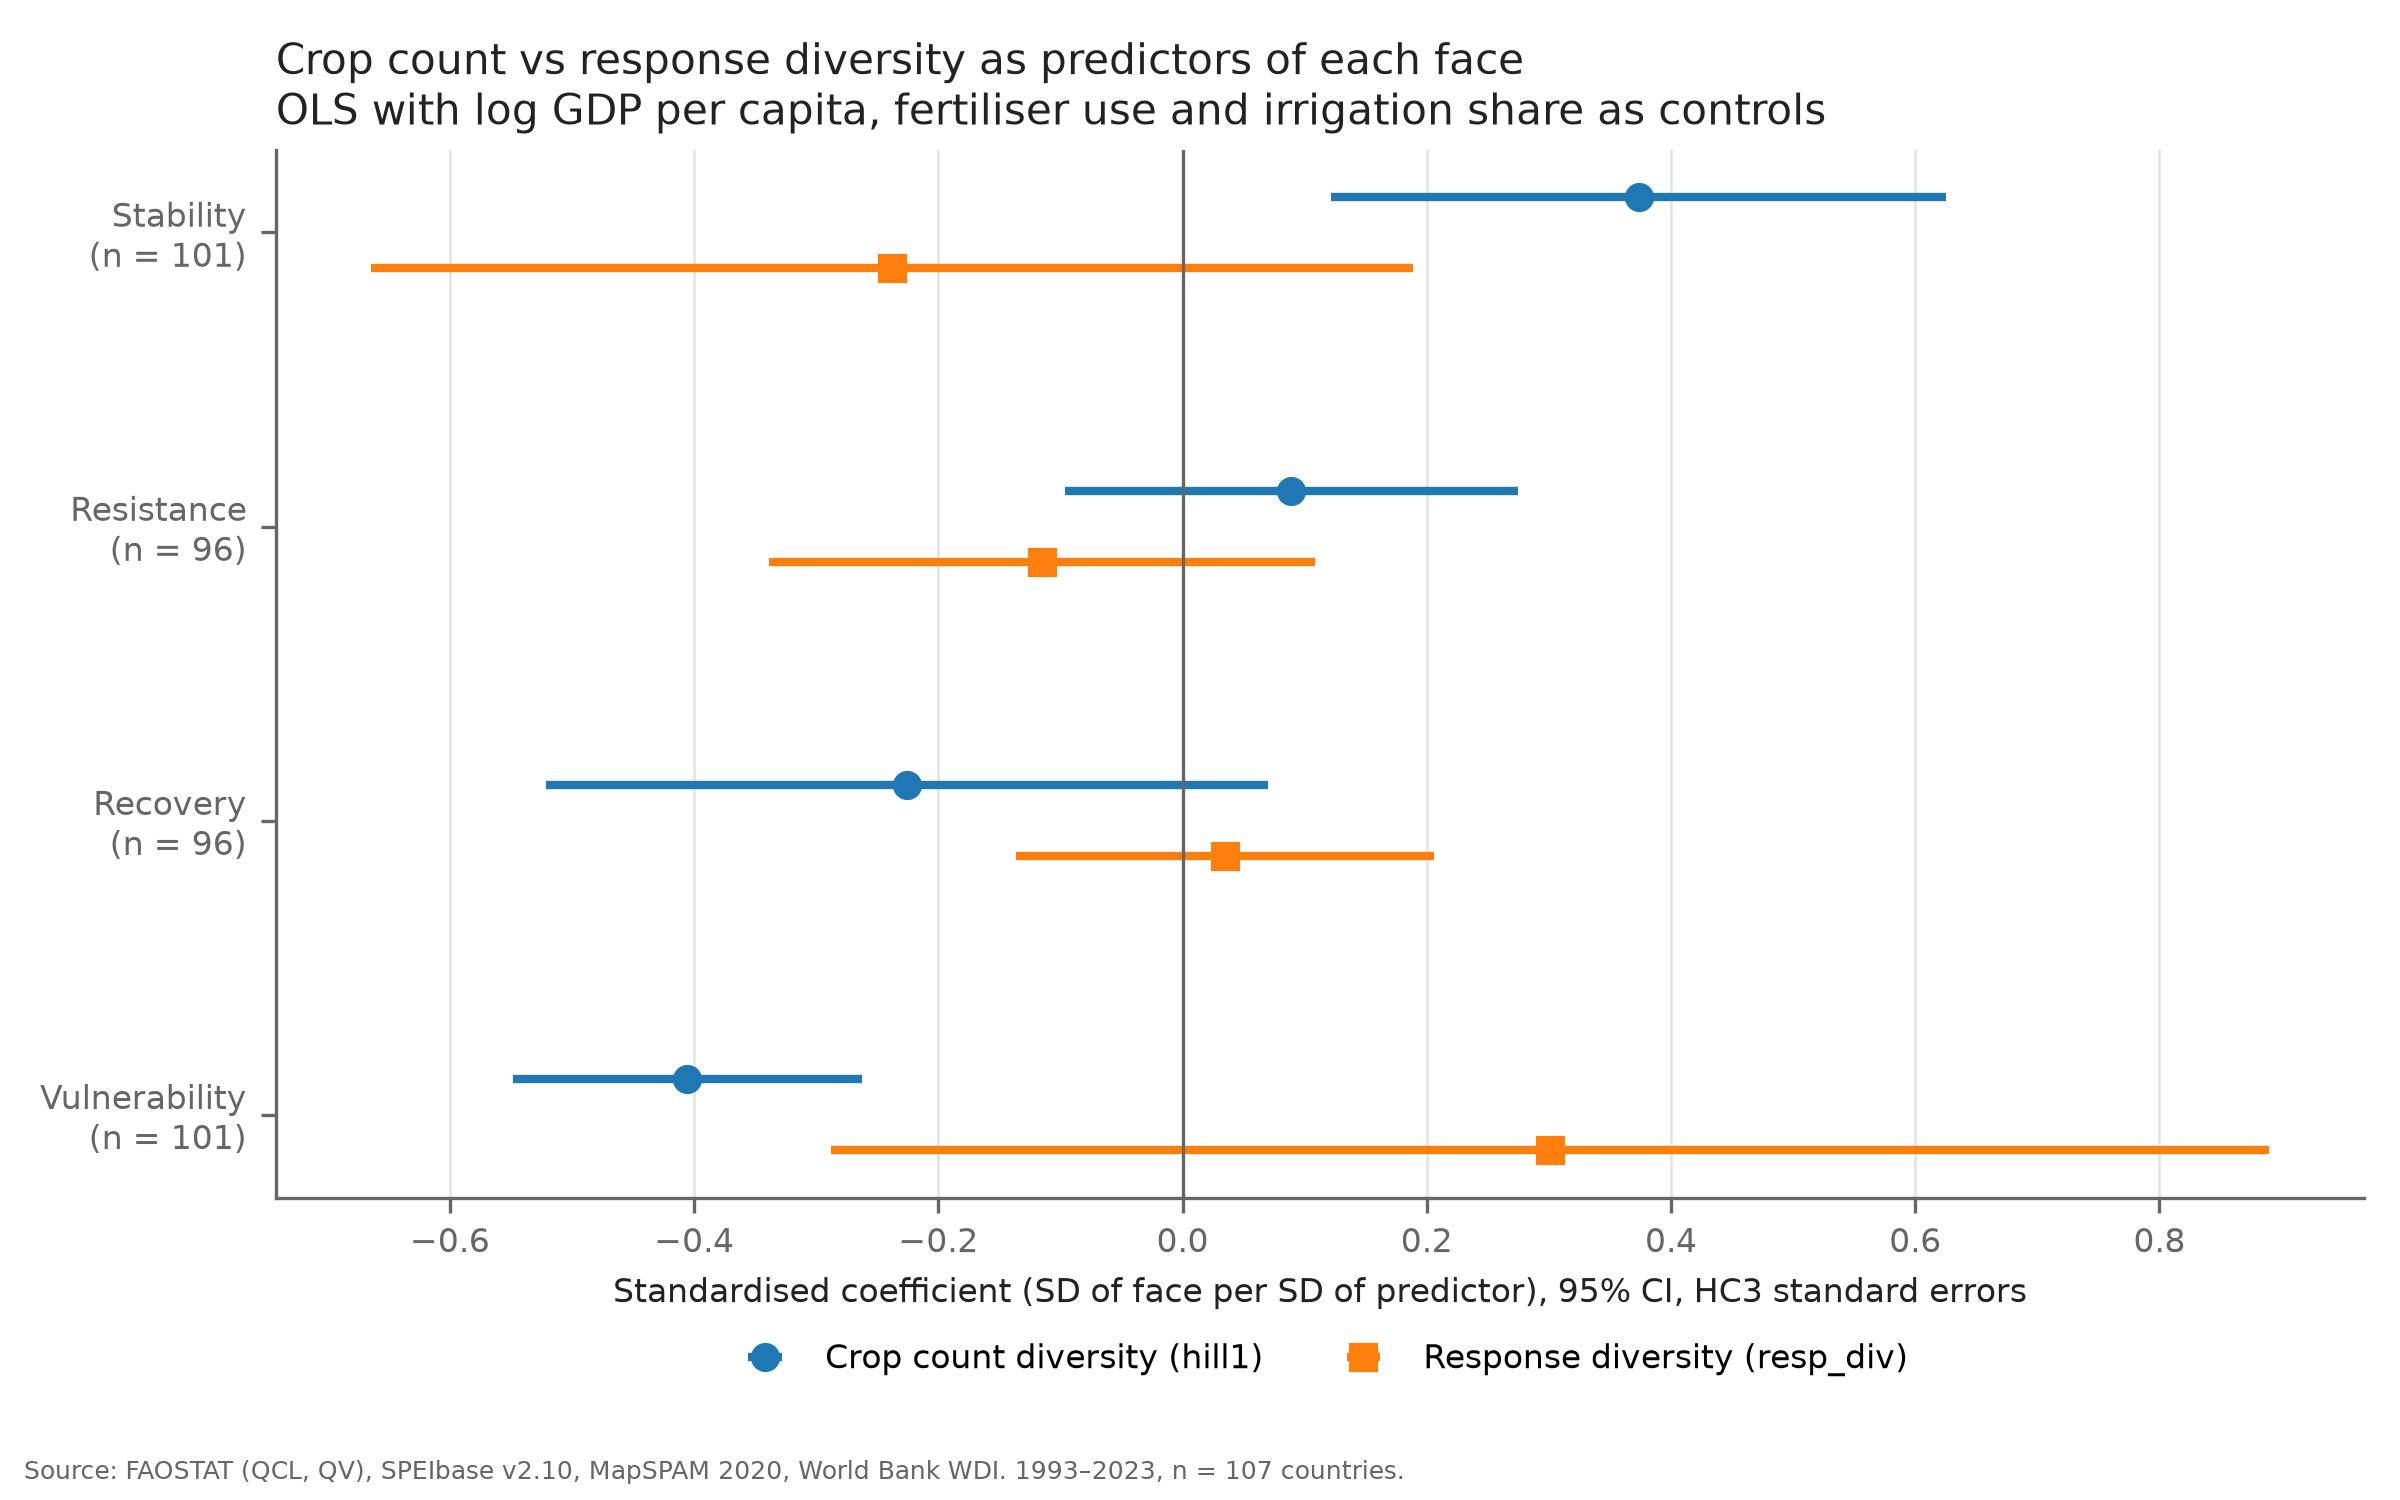 Crop count vs response diversity as predictors of each face
OLS with log GDP per capita, fertiliser use and irrigation share as controls
Stability
(n = 101)
Resistance
(n = 96)
Recovery
(n = 96)
Vulnerability
(n = 101)
−0.6 −0.4 −0.2 0.0 0.2 0.4 0.6 0.8
Standardised coefficient (SD of face per SD of predictor), 95% CI, HC3 standard errors
Crop count diversity (hill1) Response diversity (resp_div)
Source: FAOSTAT (QCL, QV), SPEIbase v2.10, MapSPAM 2020, World Bank WDI. 1993–2023, n = 107 countries.